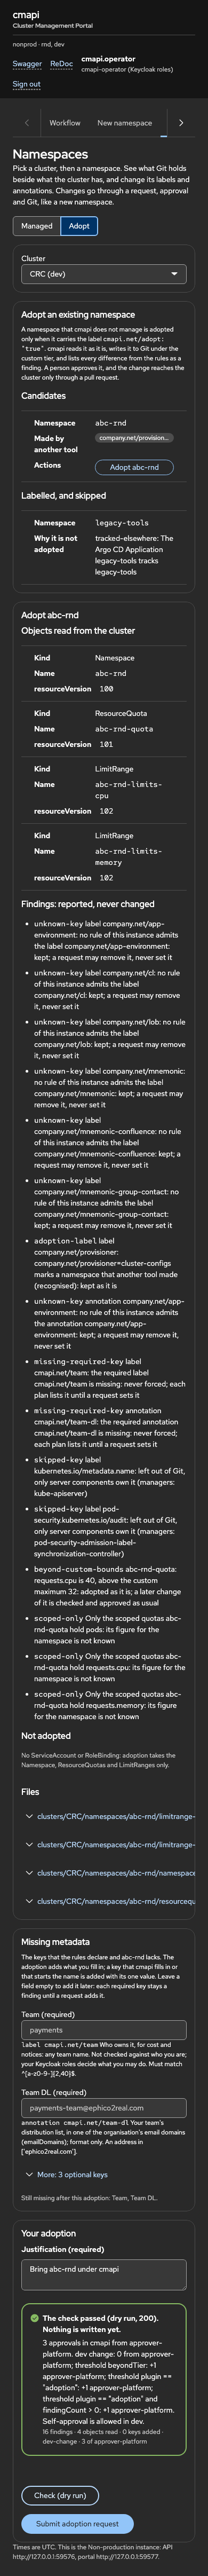 cmapi
Cluster Management Portal
nonprod · rnd, dev
Swagger
ReDoc
cmapi.operator
cmapi-operator (Keycloak roles)
Sign out
Workflow
New namespace
Namespaces
Pick a cluster, then a namespace. See what Git holds
beside what the cluster has, and change its labels and
annotations. Changes go through a request, approval
and Git, like a new namespace.
Managed
Adopt
Cluster
CRC (dev)
Adopt an existing namespace
A namespace that cmapi does not manage is adopted
only when it carries the label cmapi.net/adopt:
"true". cmapi reads it as it is, writes it to Git under the
custom tier, and lists every difference from the rules as a
finding. A person approves it, and the change reaches the
cluster only through a pull request.
Candidates
Namespace
abc-rnd
Made by
another tool
company.net/provision...
Actions
Adopt abc-rnd
Labelled, and skipped
Namespace
legacy-tools
Why it is not
adopted
tracked-elsewhere: The
Argo CD Application
legacy-tools tracks
legacy-tools
Adopt abc-rnd
Objects read from the cluster
Kind
Namespace
Name
abc-rnd
resourceVersion
100
Kind
ResourceQuota
Name
abc-rnd-quota
resourceVersion
101
Kind
LimitRange
Name
abc-rnd-limits-
cpu
resourceVersion
102
Kind
LimitRange
Name
abc-rnd-limits-
memory
resourceVersion
102
Findings: reported, never changed
• unknown-key label company.net/app-
environment: no rule of this instance admits
the label company.net/app-environment:
kept; a request may remove it, never set it
• unknown-key label company.net/cl: no rule
of this instance admits the label
company.net/cl: kept; a request may remove
it, never set it
• unknown-key label company.net/lob: no rule
of this instance admits the label
company.net/lob: kept; a request may remove
it, never set it
• unknown-key label company.net/mnemonic:
no rule of this instance admits the label
company.net/mnemonic: kept; a request may
remove it, never set it
• unknown-key label
company.net/mnemonic-confluence: no rule
of this instance admits the label
company.net/mnemonic-confluence: kept; a
request may remove it, never set it
• unknown-key label
company.net/mnemonic-group-contact: no
rule of this instance admits the label
company.net/mnemonic-group-contact:
kept; a request may remove it, never set it
• adoption-label label
company.net/provisioner:
company.net/provisioner=cluster-configs
marks a namespace that another tool made
(recognised): kept as it is
• unknown-key annotation company.net/app-
environment: no rule of this instance admits
the annotation company.net/app-
environment: kept; a request may remove it,
never set it
• missing-required-key label
cmapi.net/team: the required label
cmapi.net/team is missing: never forced; each
plan lists it until a request sets it
• missing-required-key annotation
cmapi.net/team-dl: the required annotation
cmapi.net/team-dl is missing: never forced;
each plan lists it until a request sets it
• skipped-key label
kubernetes.io/metadata.name: left out of Git,
only server components own it (managers:
kube-apiserver)
• skipped-key label pod-
security.kubernetes.io/audit: left out of Git,
only server components own it (managers:
pod-security-admission-label-
synchronization-controller)
• beyond-custom-bounds abc-rnd-quota:
requests.cpu is 40, above the custom
maximum 32: adopted as it is; a later change
of it is checked and approved as usual
• scoped-only Only the scoped quotas abc-
rnd-quota hold pods: its figure for the
namespace is not known
• scoped-only Only the scoped quotas abc-
rnd-quota hold requests.cpu: its figure for the
namespace is not known
• scoped-only Only the scoped quotas abc-
rnd-quota hold requests.memory: its figure
for the namespace is not known
Not adopted
No ServiceAccount or RoleBinding: adoption takes the
Namespace, ResourceQuotas and LimitRanges only.
Files
clusters/CRC/namespaces/abc-rnd/limitrange-
clusters/CRC/namespaces/abc-rnd/limitrange-
clusters/CRC/namespaces/abc-rnd/namespace
clusters/CRC/namespaces/abc-rnd/resourcequ
Missing metadata
The keys that the rules declare and abc-rnd lacks. The
adoption adds what you fill in; a key that cmapi fills in or
that starts the name is added with its one value. Leave a
field empty to add it later: each required key stays a
finding until a request adds it.
Team (required)
payments
label cmapi.net/team Who owns it, for cost and
notices: any team name. Not checked against who you are;
your Keycloak roles decide what you may do. Must match
^[a-z0-9-]{2,40}$.
Team DL (required)
payments-team@ephico2real.com
annotation cmapi.net/team-dl Your team's
distribution list, in one of the organisation's email domains
(emailDomains); format only. An address in
['ephico2real.com'].
More: 3 optional keys
Still missing after this adoption: Team, Team DL.
Your adoption
Justification (required)
Bring abc-rnd under cmapi
The check passed (dry run, 200).
Nothing is written yet.
3 approvals in cmapi from approver-
platform. dev change: 0 from approver-
platform; threshold beyondTier: +1
approver-platform; threshold plugin ==
"adoption": +1 approver-platform;
threshold plugin == "adoption" and
findingCount > 0: +1 approver-platform.
Self-approval is allowed in dev.
16 findings · 4 objects read · 0 keys added ·
dev-change · 3 of approver-platform
Check (dry run)
Submit adoption request
Times are UTC. This is the Non-production instance: API
http://127.0.0.1:59576, portal http://127.0.0.1:59577.